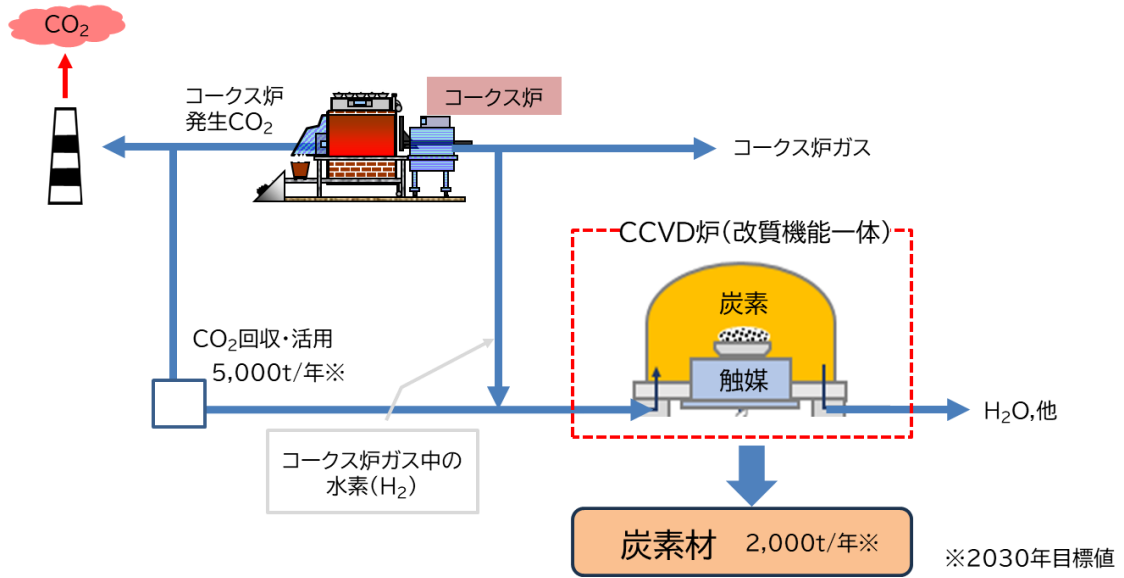 CO₂
コークス炉
発生CO₂
コークス炉
コークス炉ガス
CCVD炉(改質機能一体)
炭素
触媒
CO₂回収・活用
5,000t/年※
H₂O,他
コークス炉ガス中の
水素(H₂)
炭素材 2,000t/年※
※2030年目標値